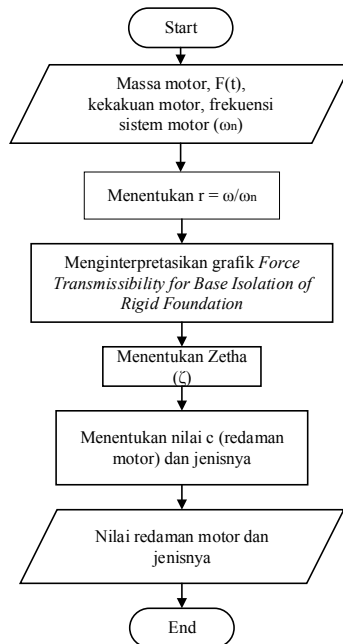 Start
Massa motor, F(t),
kekakuan motor, frekuensi
sistem motor (ωn)
Menentukan r = ω/ωn
Menginterpretasikan grafik Force
Transmissibility for Base Isolation of
Rigid Foundation
Menentukan Zetha
(ζ)
Menentukan nilai c (redaman
motor) dan jenisnya
Nilai redaman motor dan
jenisnya
End